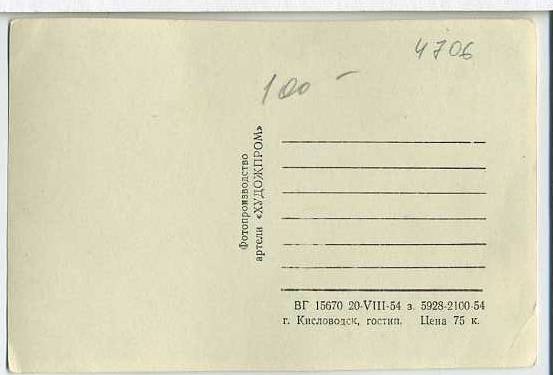 4706
100 -
Фотопроизводство
артели «ХУДОЖПРОМ»
ВГ 15670 20-VIII-54 з. 5928-2100-54
г. Кисловодск, гостип. Цена 75 к.